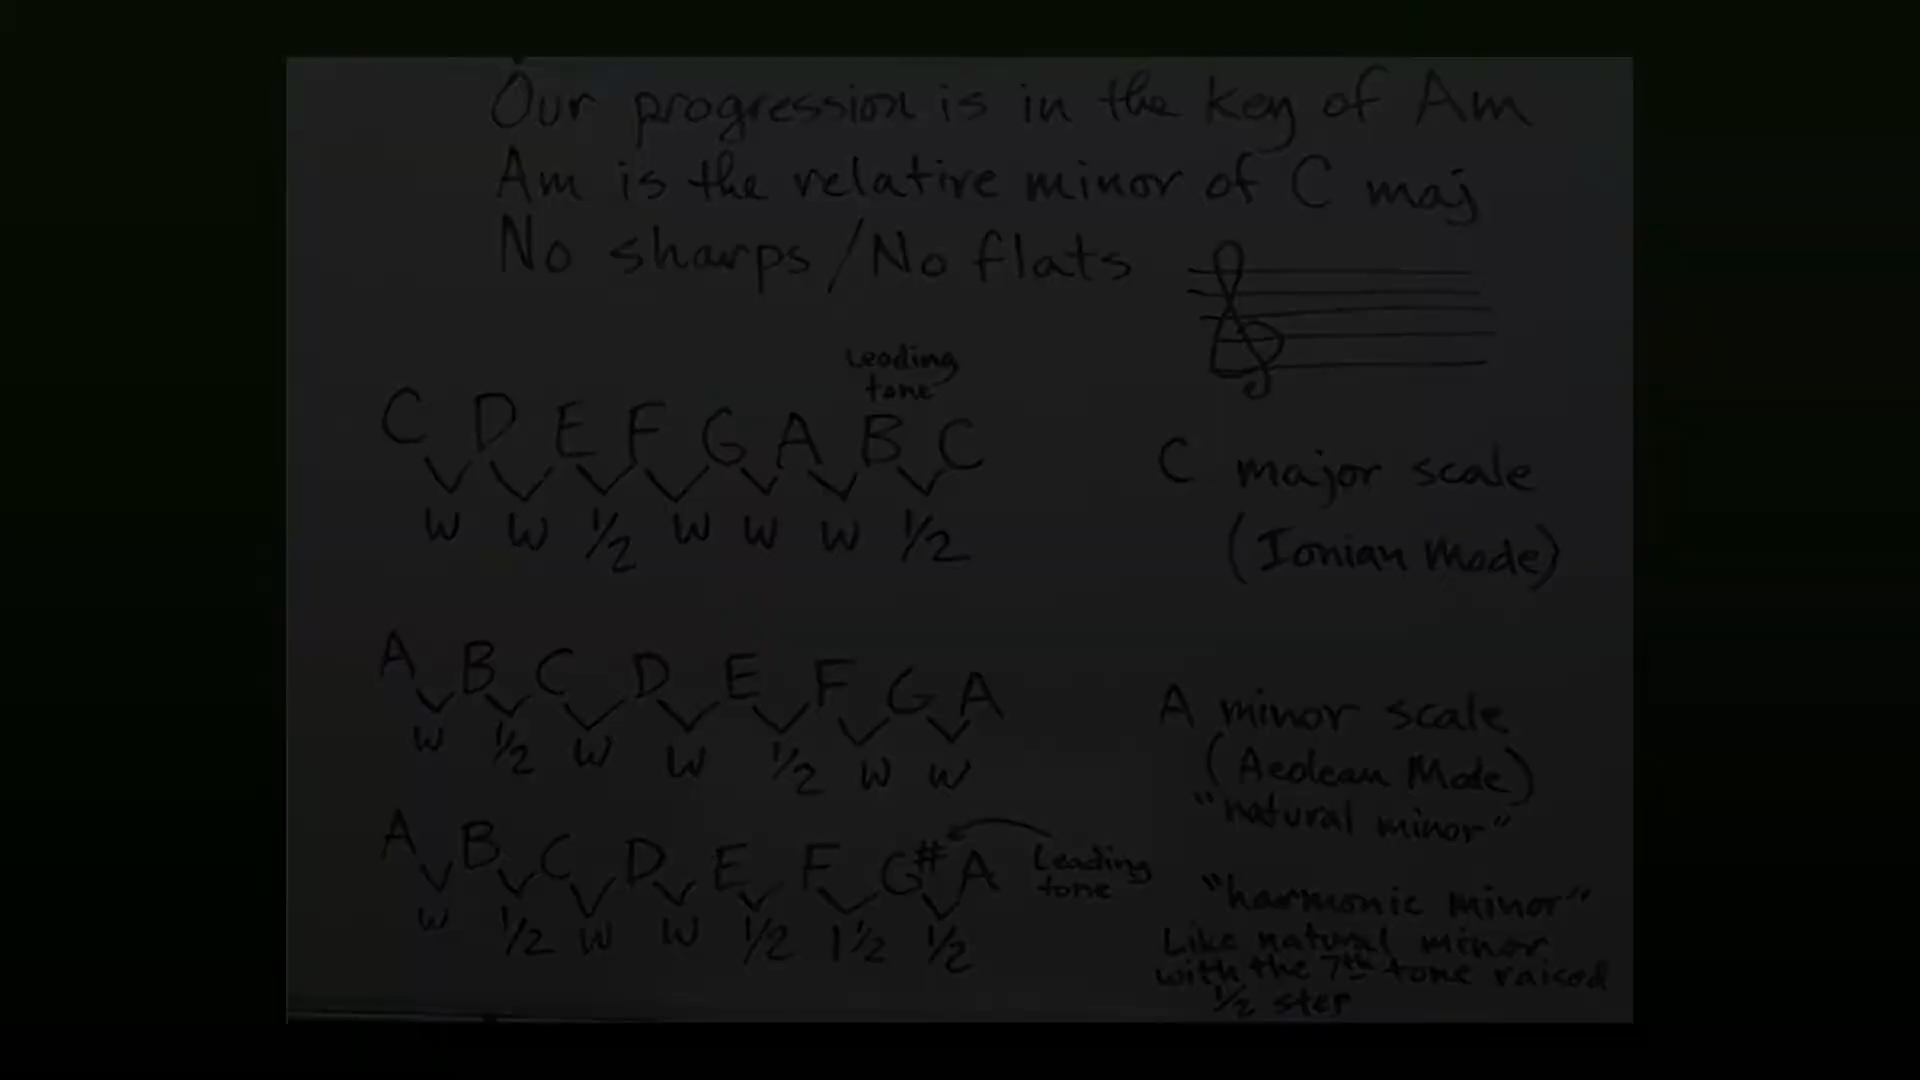 Our progression is in the key of Am
Am is the relative minor of C maj
No sharps / No flats
Leading
tone
C D E F G A B C
W W 1/2 W W W 1/2
C major scale
(Ionian Mode)
A B C D E F G A
W 1/2 W W 1/2 W W
A minor scale
(Aeolean Mode)
"natural minor"
A B C D E F G# A
W 1/2 W W 1/2 1 1/2 1/2
Leading
tone
"harmonic minor"
Like natural minor
with the 7th tone raised
1/2 step